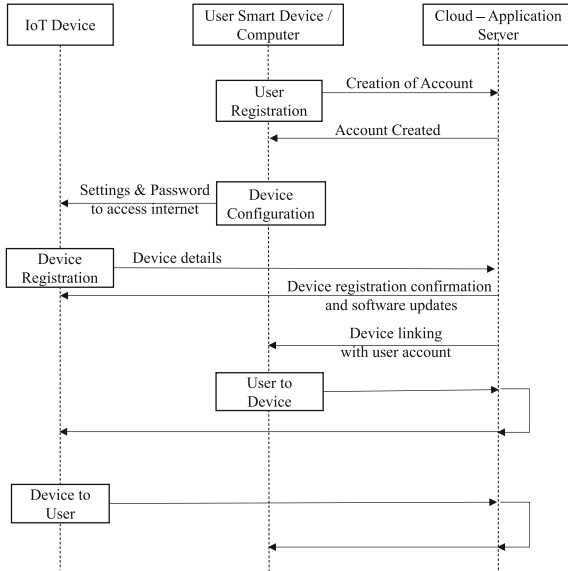 IoT Device
User Smart Device /
Computer
Cloud – Application
Server
User
Registration
Creation of Account
Account Created
Settings & Password
to access internet
Device
Configuration
Device
Registration
Device details
Device registration confirmation
and software updates
Device linking
with user account
User to
Device
Device to
User